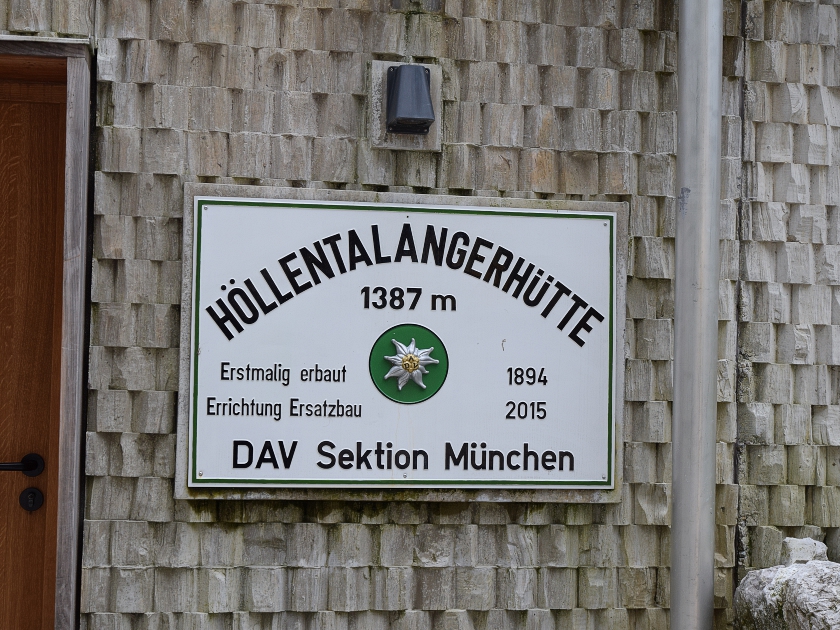 HÖLLENTALANGERHÜTTE
1387 m
Erstmalig erbaut 1894
Errichtung Ersatzbau 2015
DAV Sektion München